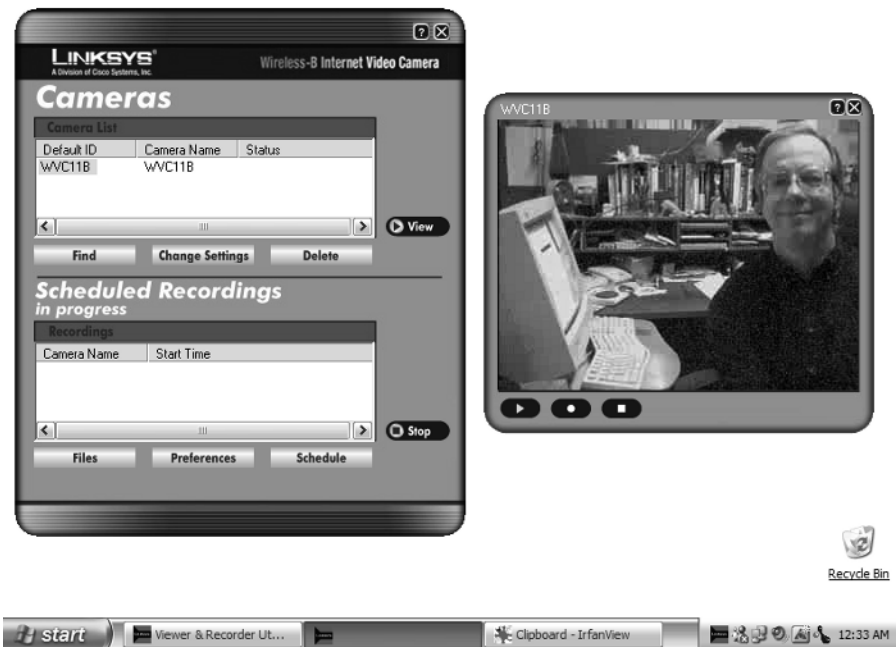 LINKSYS®
A Division of Cisco Systems, Inc.
Wireless-B Internet Video Camera
Cameras
Camera List
Default ID Camera Name Status
WVC11B WVC11B
View
Find Change Settings Delete
Scheduled Recordings
in progress
Recordings
Camera Name Start Time
Stop
Files Preferences Schedule
WVC11B
Recycle Bin
start
Viewer & Recorder Ut...
Clipboard - IrfanView
12:33 AM